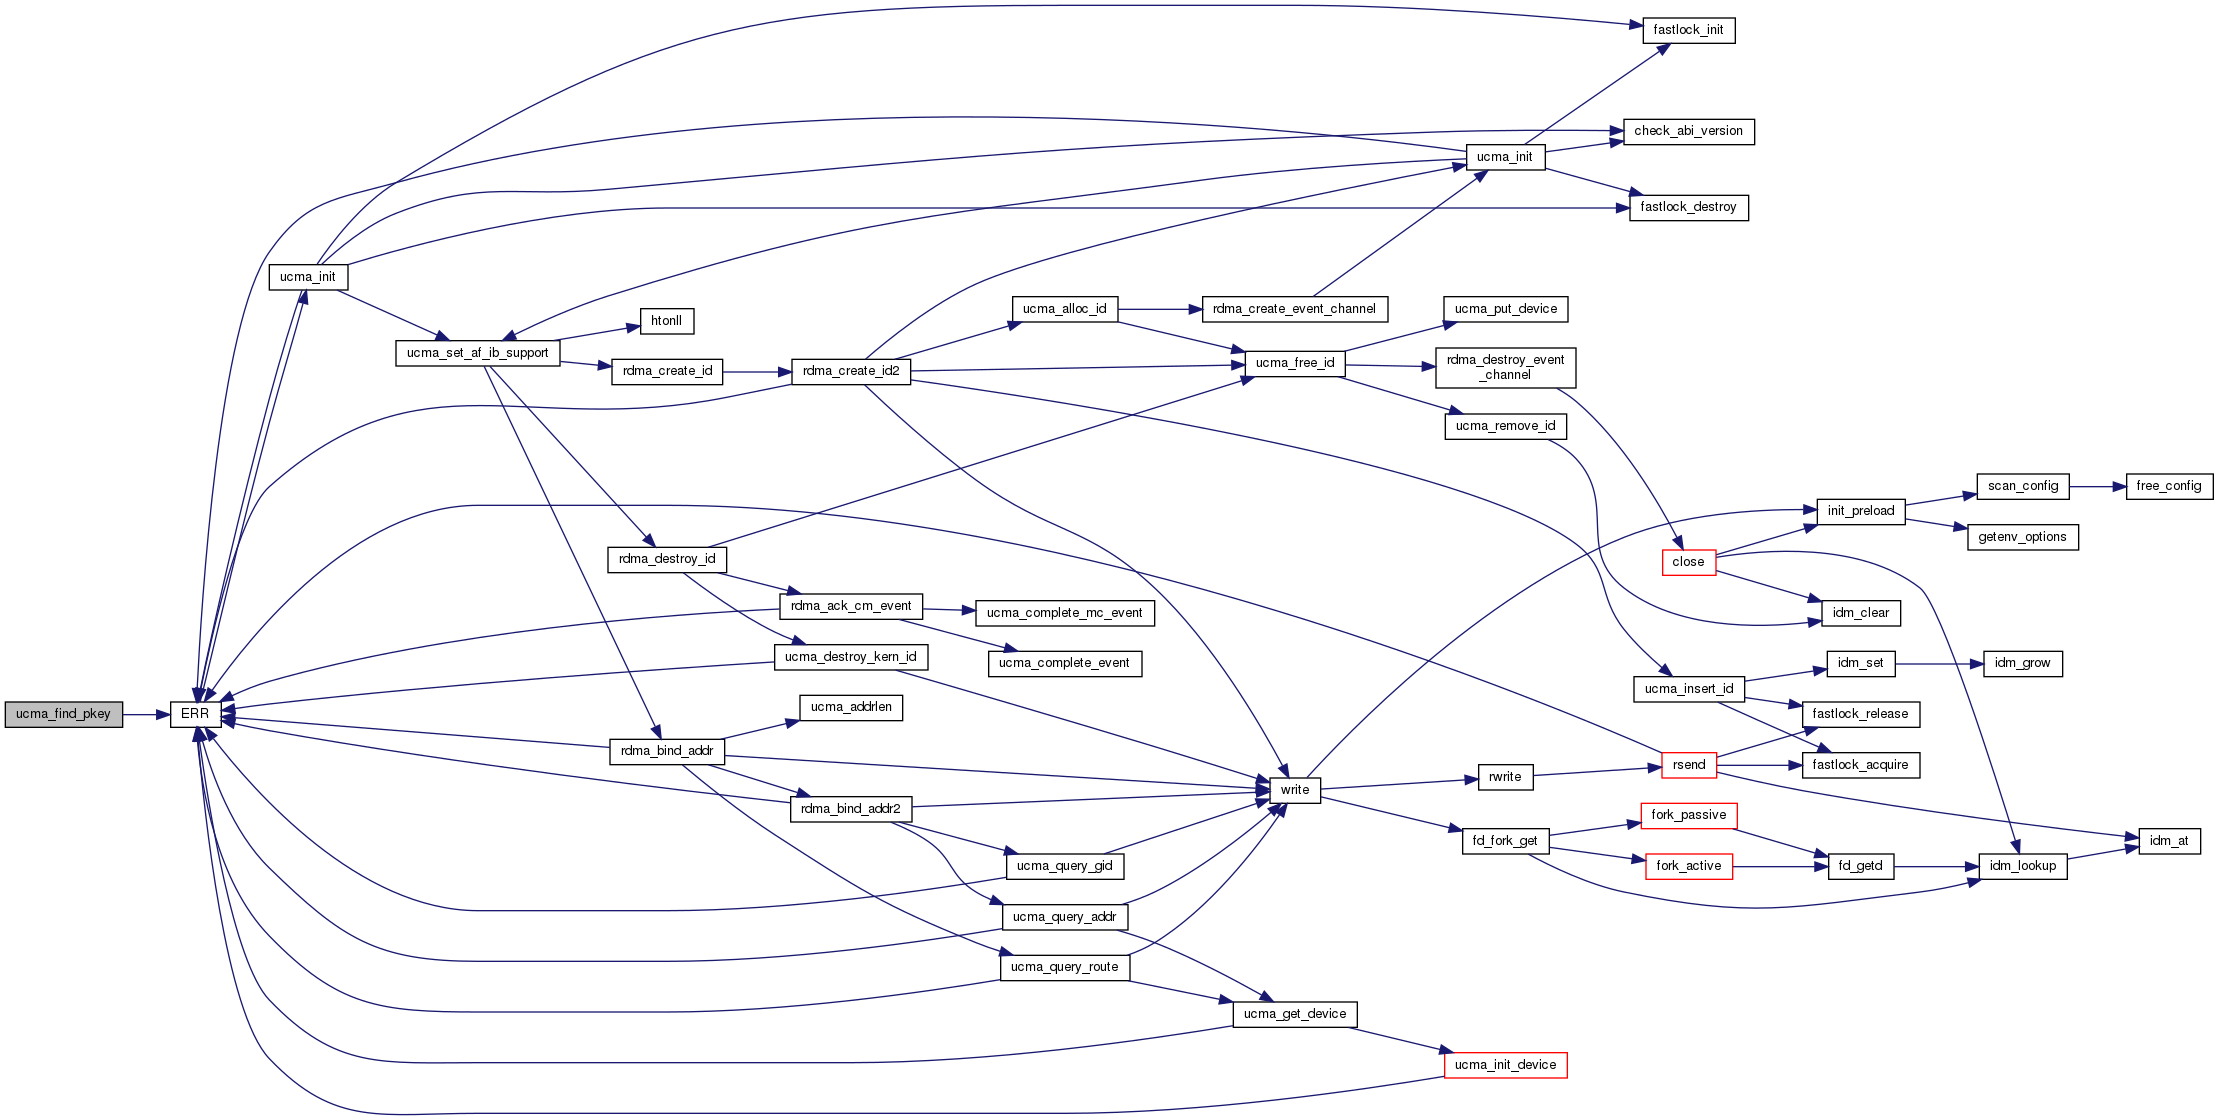 fastlock_init
check_abi_version
ucma_init
fastlock_destroy
ucma_init
ucma_alloc_id
rdma_create_event_channel
ucma_put_device
htonll
ucma_set_af_ib_support
rdma_create_id
rdma_create_id2
ucma_free_id
rdma_destroy_event
_channel
ucma_remove_id
scan_config
free_config
init_preload
getenv_options
rdma_destroy_id
close
rdma_ack_cm_event
ucma_complete_mc_event
idm_clear
ucma_destroy_kern_id
ucma_complete_event
idm_set
idm_grow
ucma_insert_id
ucma_find_pkey
ERR
ucma_addrlen
fastlock_release
rdma_bind_addr
rsend
fastlock_acquire
rwrite
write
rdma_bind_addr2
fork_passive
fd_fork_get
idm_at
ucma_query_gid
fork_active
fd_getd
idm_lookup
ucma_query_addr
ucma_query_route
ucma_get_device
ucma_init_device